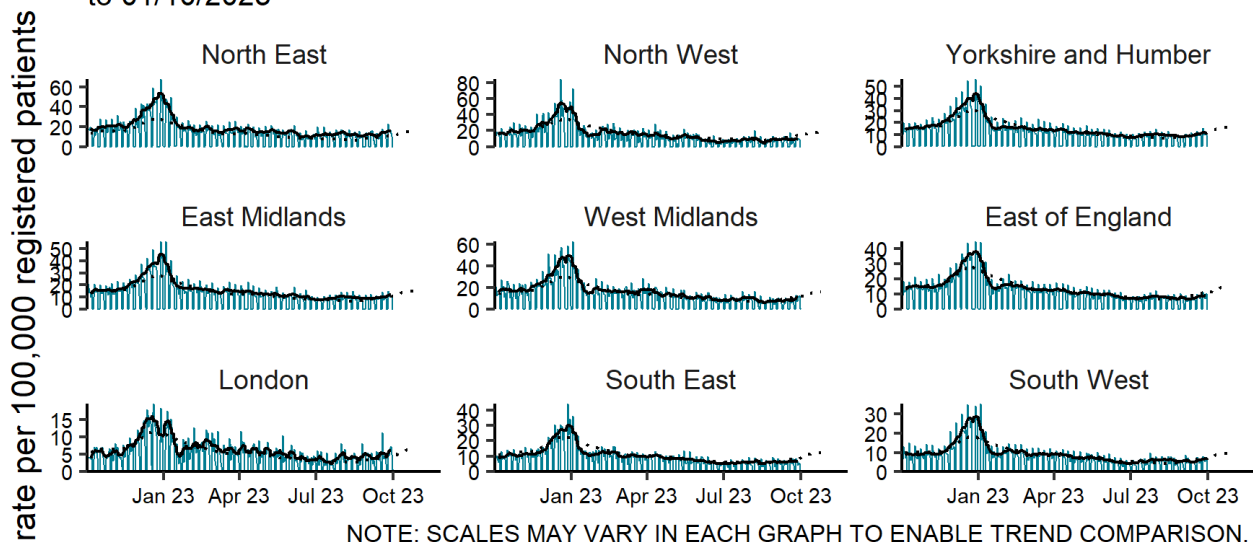 to 01/10/2023
rate per 100,000 registered patients
North East
North West
Yorkshire and Humber
60
40
20
0
80
60
40
20
0
50
40
30
20
10
0
East Midlands
West Midlands
East of England
50
40
30
20
10
0
60
40
20
0
40
30
20
10
0
London
South East
South West
15
10
5
0
40
30
20
10
0
30
20
10
0
Jan 23 Apr 23 Jul 23 Oct 23
Jan 23 Apr 23 Jul 23 Oct 23
Jan 23 Apr 23 Jul 23 Oct 23
NOTE: SCALES MAY VARY IN EACH GRAPH TO ENABLE TREND COMPARISON.